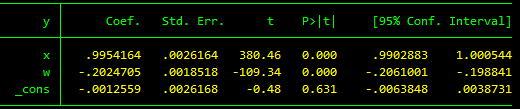 y Coef. Std. Err. t P>|t| [95% Conf. Interval]
x .9954164 .0026164 380.46 0.000 .9902883 1.000544
w -.2024705 .0018518 -109.34 0.000 -.2061001 -.198841
_cons -.0012559 .0026168 -0.48 0.631 -.0063848 .0038731